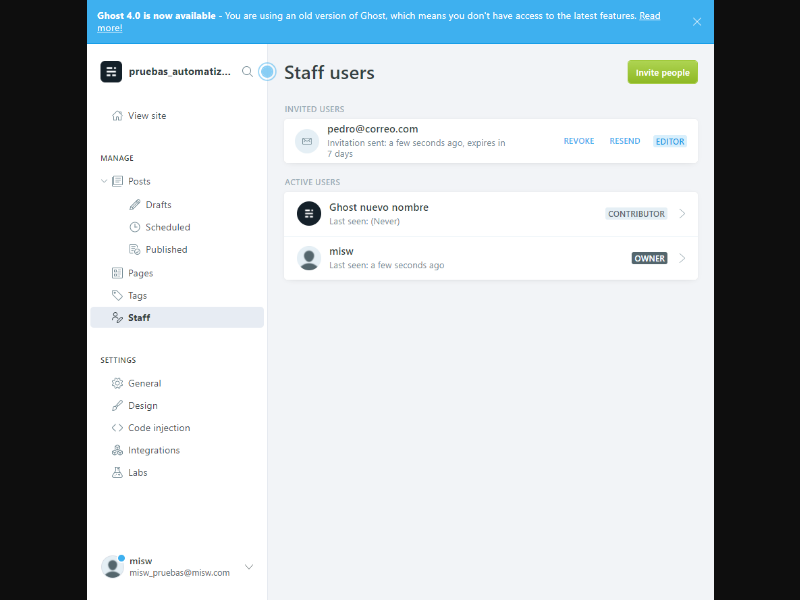 Ghost 4.0 is now available - You are using an old version of Ghost, which means you don't have access to the latest features. Read
more!
pruebas_automatiz...
Staff users
Invite people
View site
MANAGE
Posts
Drafts
Scheduled
Published
Pages
Tags
Staff
SETTINGS
General
Design
Code injection
Integrations
Labs
misw
misw_pruebas@misw.com
INVITED USERS
pedro@correo.com
Invitation sent: a few seconds ago, expires in
7 days
REVOKE RESEND EDITOR
ACTIVE USERS
Ghost nuevo nombre
Last seen: (Never)
CONTRIBUTOR
misw
Last seen: a few seconds ago
OWNER